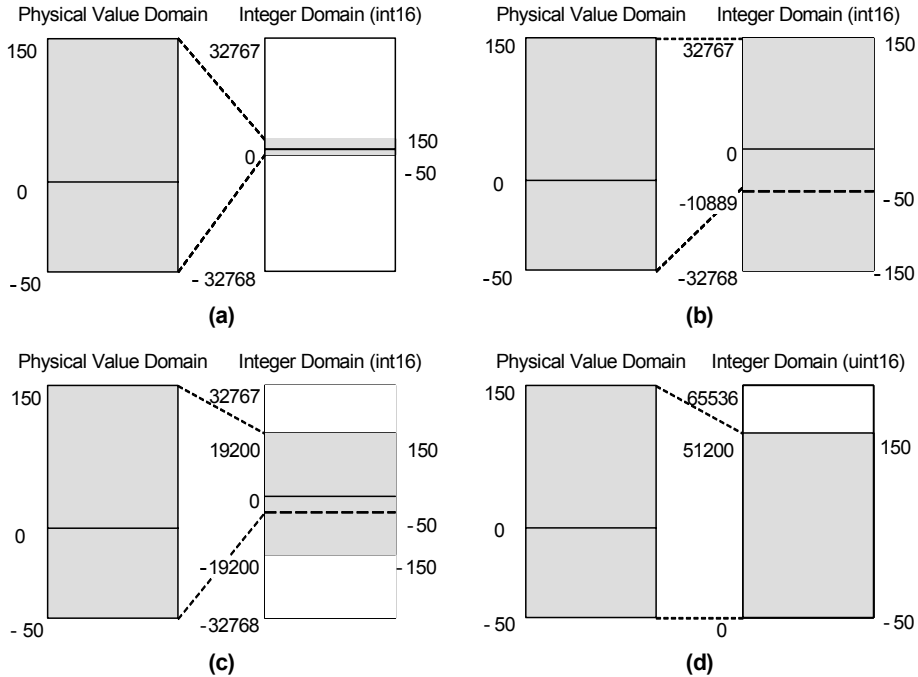 Physical Value Domain Integer Domain (int16)
150 32767
0 0 150
- 50
- 50 - 32768
(a)
Physical Value Domain Integer Domain (int16)
150 32767 150
0 0
-10889 - 50
-50 -32768 -150
(b)
Physical Value Domain Integer Domain (int16)
150 32767
19200 150
0 0
- 50
-19200 - 150
- 50 -32768
(c)
Physical Value Domain Integer Domain (uint16)
150 65536
51200 150
0
- 50 0 - 50
(d)